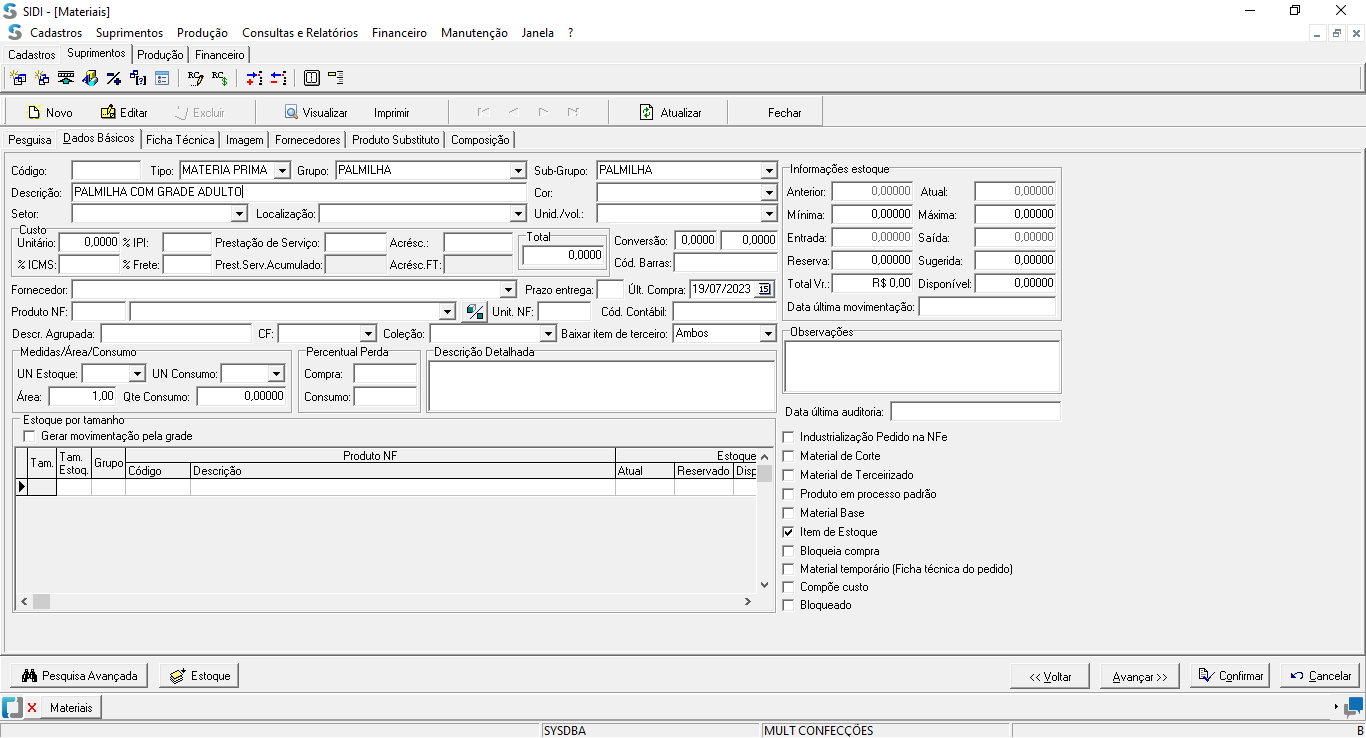 SIDI - [Materiais]
Cadastros Suprimentos Produção Consultas e Relatórios Financeiro Manutenção Janela ?
Cadastros Suprimentos Produção Financeiro
Novo Editar Excluir Visualizar Imprimir Atualizar Fechar
Pesquisa Dados Básicos Ficha Técnica Imagem Fornecedores Produto Substituto Composição
Código: Tipo: MATERIA PRIMA Grupo: PALMILHA Sub-Grupo: PALMILHA
Descrição: PALMILHA COM GRADE ADULTO Cor:
Setor: Localização: Unid./vol.:
Custo
Unitário: 0,0000 % IPI: Prestação de Serviço: Acrésc.: Total 0,0000 Conversão: 0,0000 0,0000
% ICMS: % Frete: Prest.Serv.Acumulado: Acrésc.FT: Cód. Barras:
Fornecedor: Prazo entrega: Últ. Compra: 19/07/2023 15
Produto NF: Unit. NF: Cód. Contábil:
Descr. Agrupada: CF: Coleção: Baixar item de terceiro: Ambos
Medidas/Área/Consumo Percentual Perda Descrição Detalhada
UN Estoque: UN Consumo: Compra:
Área: 1,00 Qte Consumo: 0,00000 Consumo:
Estoque por tamanho
Gerar movimentação pela grade
Tam. Tam. Estoq. Grupo Produto NF Estoque
Código Descrição Atual Reservado Disp
Informações estoque
Anterior: 0,00000 Atual: 0,00000
Mínima: 0,00000 Máxima: 0,00000
Entrada: 0,00000 Saída: 0,00000
Reserva: 0,00000 Sugerida: 0,00000
Total Vr.: R$ 0,00 Disponível: 0,00000
Data última movimentação:
Observações
Data última auditoria:
Industrialização Pedido na NFe
Material de Corte
Material de Terceirizado
Produto em processo padrão
Material Base
Item de Estoque
Bloqueia compra
Material temporário (Ficha técnica do pedido)
Compõe custo
Bloqueado
Pesquisa Avançada Estoque << Voltar Avançar >> Confirmar Cancelar
Materiais
SYSDBA MULT CONFECÇÕES B